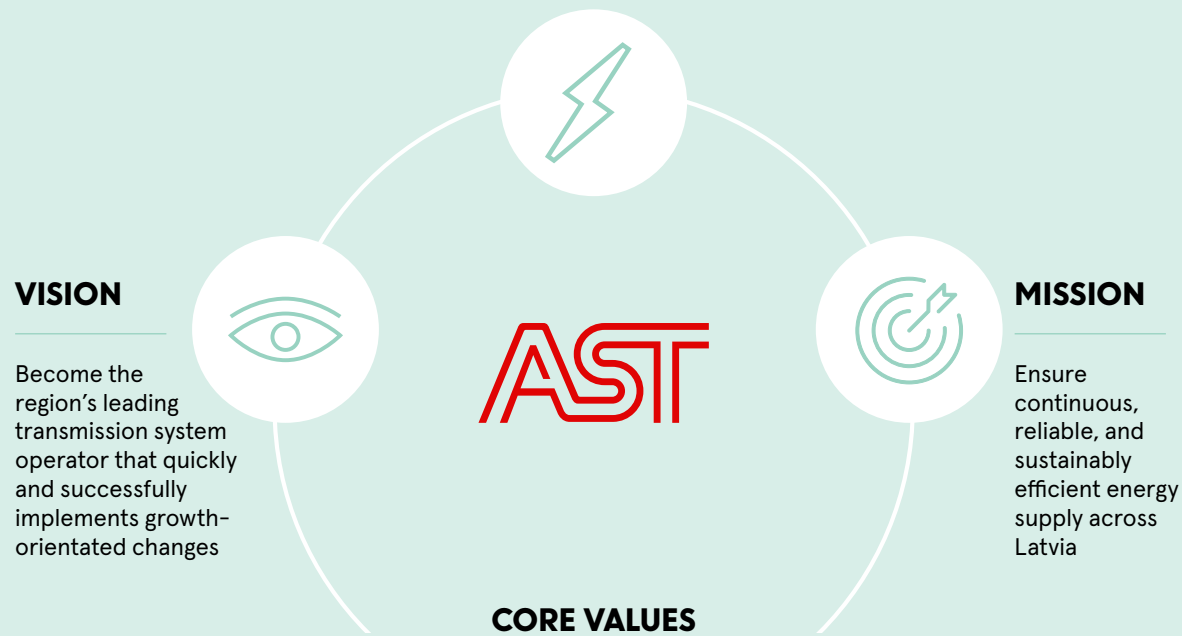 VISION
Become the
region's leading
transmission system
operator that quickly
and successfully
implements growth-
orientated changes
AST
MISSION
Ensure
continuous,
reliable, and
sustainably
efficient energy
supply across
Latvia
CORE VALUES